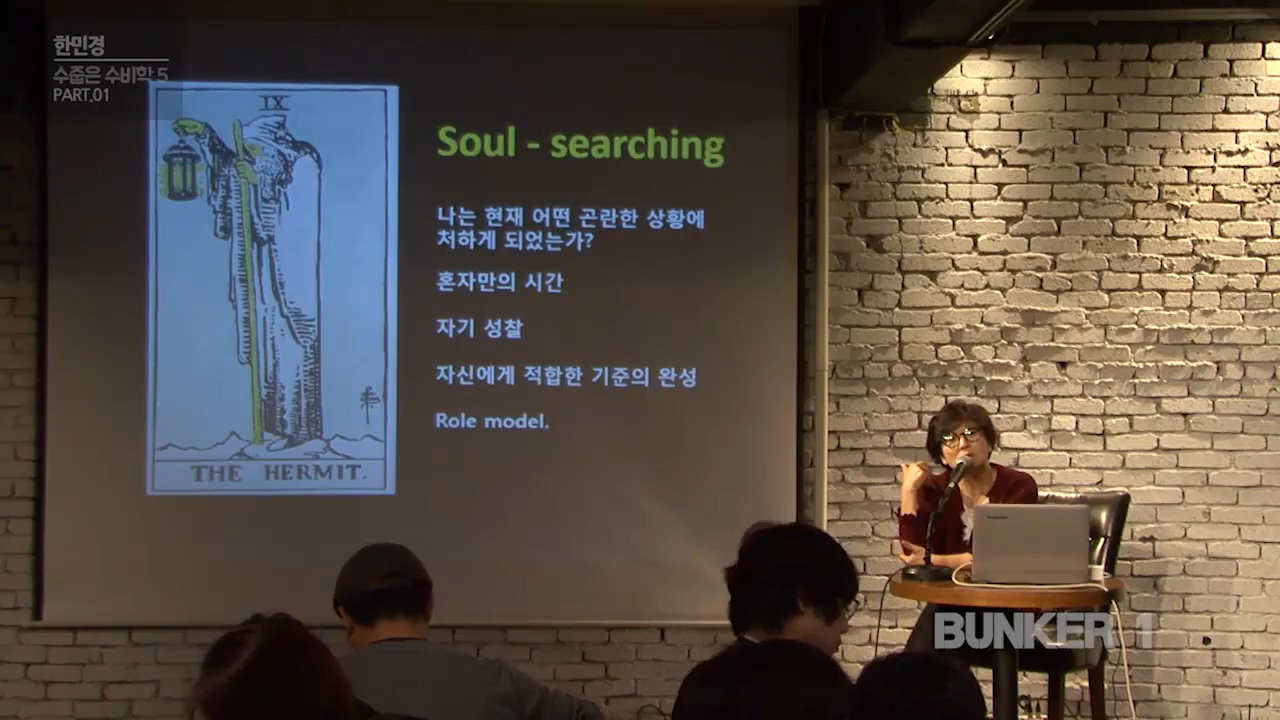 한민경
수줍은 수비학 5
PART.01
IX
THE HERMIT.
Soul - searching
나는 현재 어떤 곤란한 상황에
처하게 되었는가?
혼자만의 시간
자기 성찰
자신에게 적합한 기준의 완성
Role model.
BUNKER 1